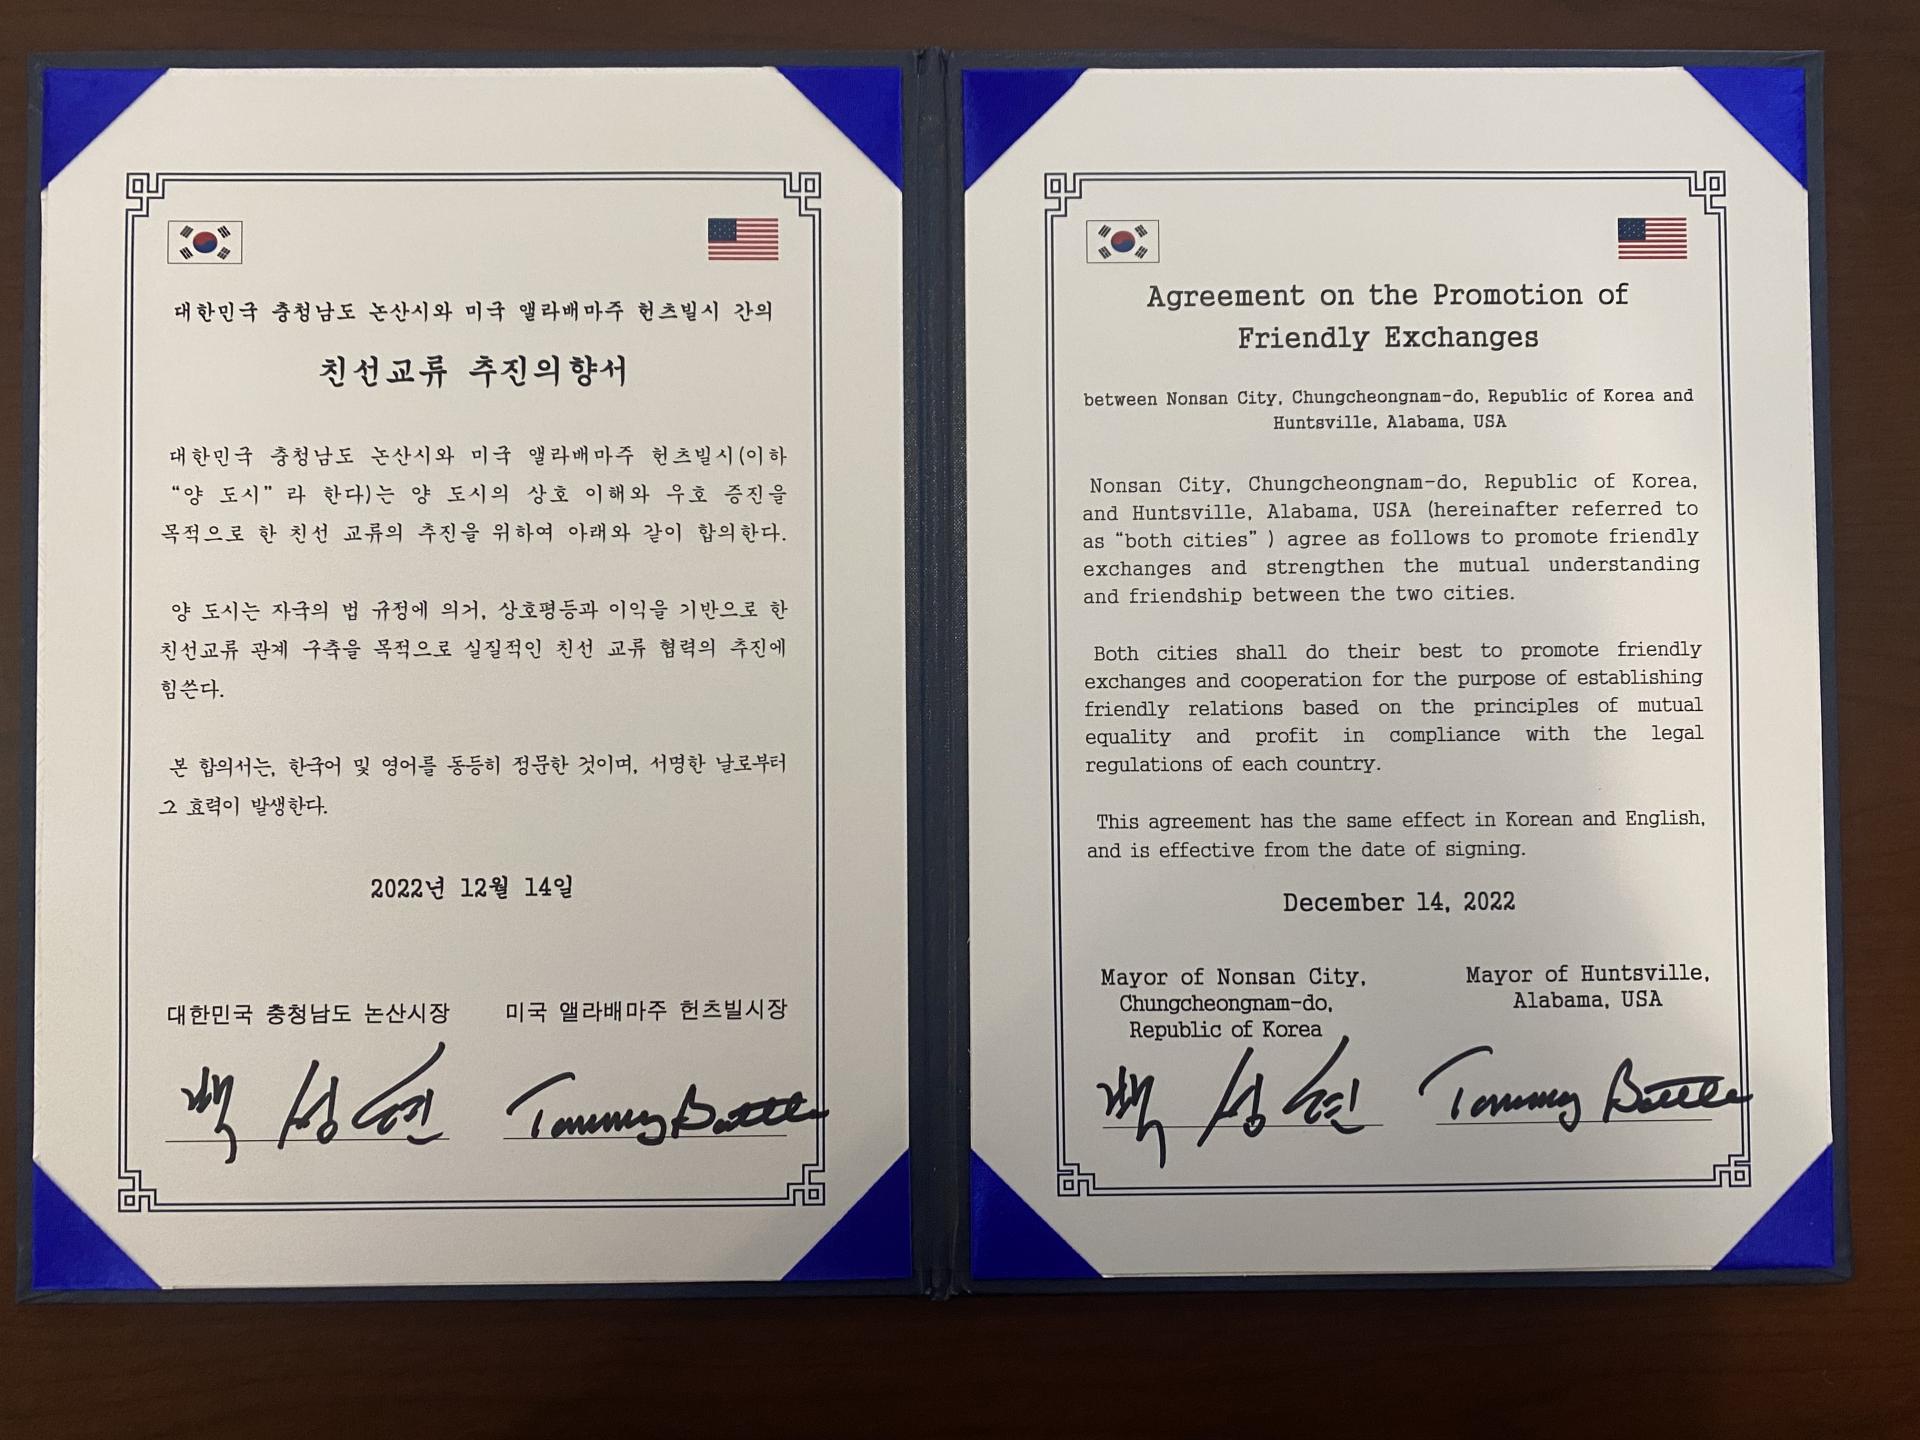 대한민국 충청남도 논산시와 미국 앨라배마주 헌츠빌시 간의
친선교류 추진의향서
대한민국 충청남도 논산시와 미국 앨라배마주 헌츠빌시(이하
“양 도시” 라 한다)는 양 도시의 상호 이해와 우호 증진을
목적으로 한 친선 교류의 추진을 위하여 아래와 같이 합의한다.
양 도시는 자국의 법 규정에 의거, 상호평등과 이익을 기반으로 한
친선교류 관계 구축을 목적으로 실질적인 친선 교류 협력의 추진에
힘쓴다.
본 합의서는, 한국어 및 영어를 동등히 정문한 것이며, 서명한 날로부터
그 효력이 발생한다.
2022년 12월 14일
대한민국 충청남도 논산시장
미국 앨라배마주 헌츠빌시장
백 성 현
Tommy Battle
Agreement on the Promotion of
Friendly Exchanges
between Nonsan City, Chungcheongnam-do, Republic of Korea and
Huntsville, Alabama, USA
Nonsan City, Chungcheongnam-do, Republic of Korea,
and Huntsville, Alabama, USA (hereinafter referred to
as “both cities” ) agree as follows to promote friendly
exchanges and strengthen the mutual understanding
and friendship between the two cities.
Both cities shall do their best to promote friendly
exchanges and cooperation for the purpose of establishing
friendly relations based on the principles of mutual
equality and profit in compliance with the legal
regulations of each country.
This agreement has the same effect in Korean and English,
and is effective from the date of signing.
December 14, 2022
Mayor of Nonsan City,
Chungcheongnam-do,
Republic of Korea
Mayor of Huntsville,
Alabama, USA
백 성 현
Tommy Battle